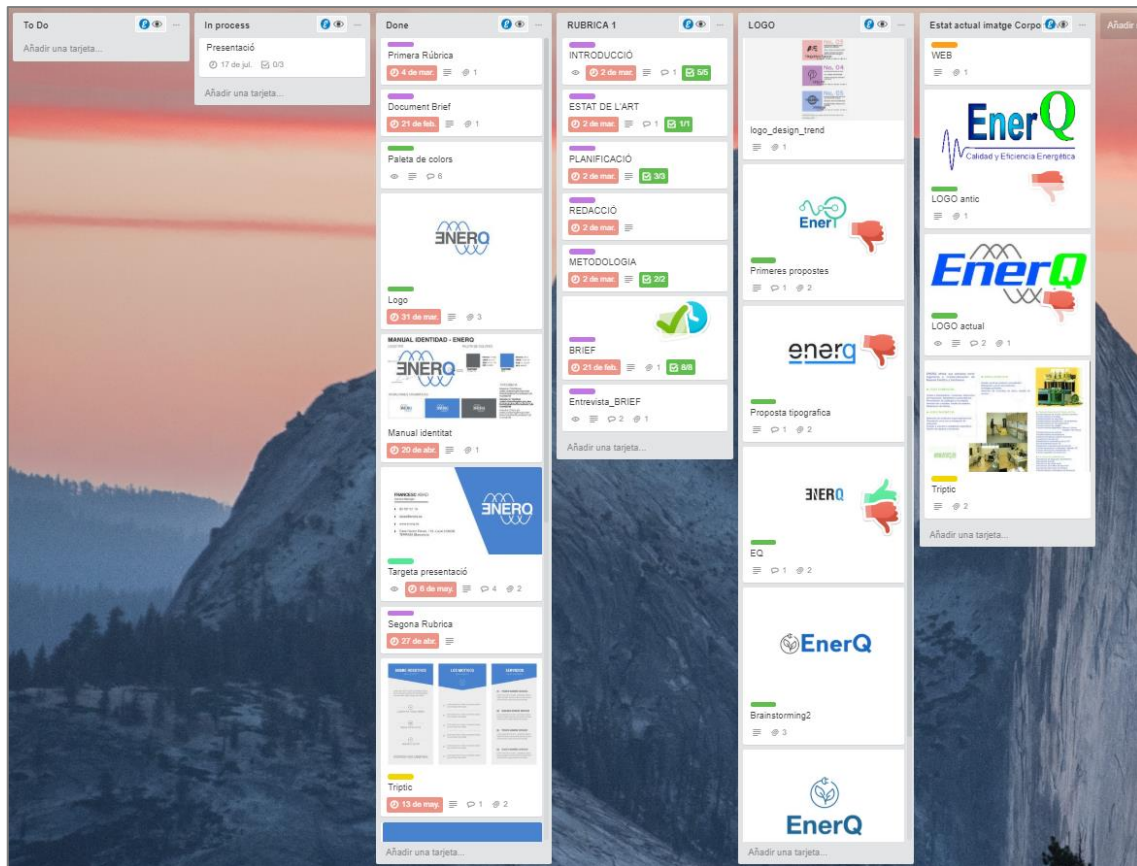 To Do
Añadir una tarjeta...
In process
Presentació
17 de jul. 0/3
Añadir una tarjeta...
Done
Primera Rúbrica
4 de mar. 1
Document Brief
21 de feb. 1
Paleta de colors
6
ƎNERQ
Logo
31 de mar. 3
MANUAL IDENTIDAD - ENERQ
ƎNERQ
Manual identitat
20 de abr. 1
ƎNERQ
Targeta presentació
6 de may. 4 2
Segona Rubrica
27 de abr.
Triptic
13 de may. 1 2
Añadir una tarjeta...
RUBRICA 1
INTRODUCCIÓ
2 de mar. 1 5/5
ESTAT DE L'ART
2 de mar. 1 1/1
PLANIFICACIÓ
2 de mar. 3/3
REDACCIÓ
2 de mar.
METODOLOGIA
2 de mar. 2/2
BRIEF
21 de feb. 1 8/8
Entrevista_BRIEF
2 1
Añadir una tarjeta...
LOGO
No. 04
logo_design_trend
1
Primeres propostes
1 2
enerq
Proposta tipografica
1 2
ƎNERQ
EQ
1 2
EnerQ
Brainstorming2
3
EnerQ
Añadir una tarjeta...
Estat actual imatge Corpo
WEB
1
EnerQ
Calidad y Eficiencia Energética
LOGO antic
1
EnerQ
LOGO actual
2 1
Triptic
2
Añadir una tarjeta...
Añadir